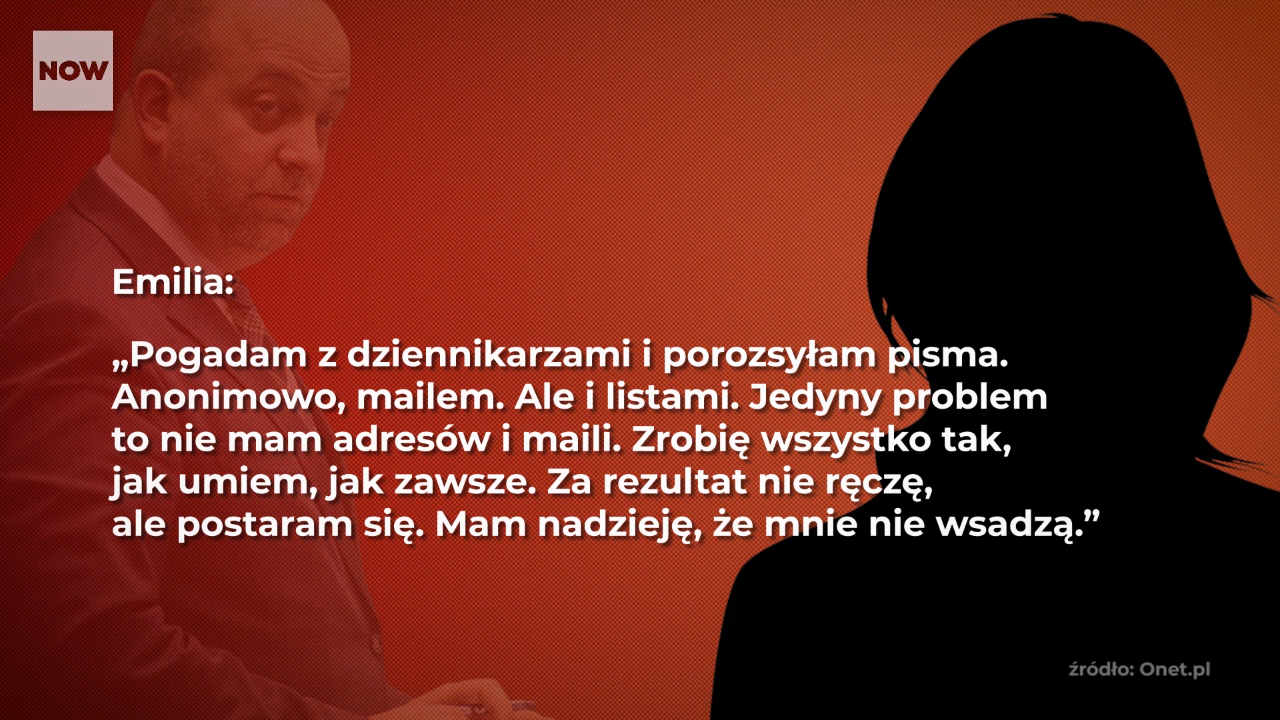 NOW
Emilia:
„Pogadam z dziennikarzami i porozsyłam pisma.
Anonimowo, mailem. Ale i listami. Jedyny problem
to nie mam adresów i maili. Zrobię wszystko tak,
jak umiem, jak zawsze. Za rezultat nie ręczę,
ale postaram się. Mam nadzieję, że mnie nie wsadzą.”
źródło: Onet.pl